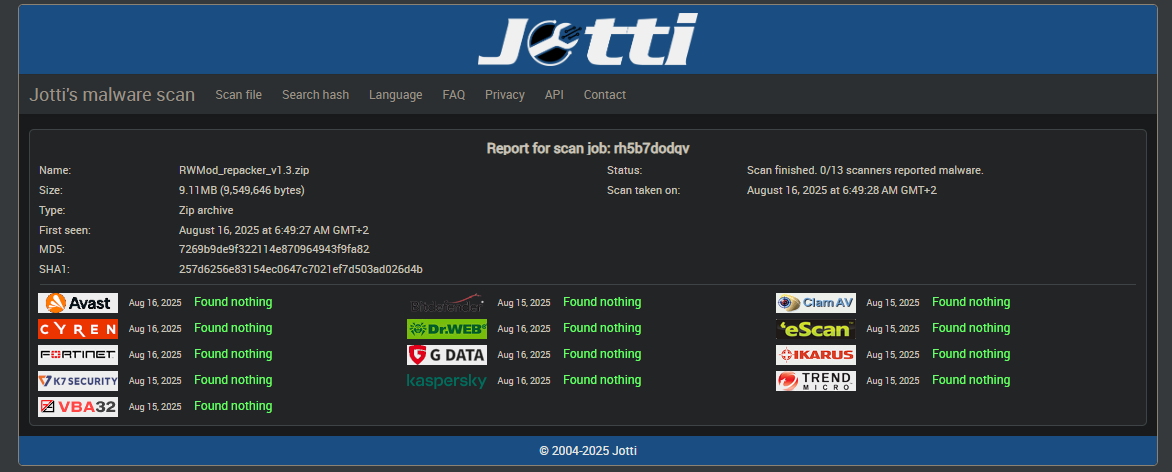 Jotti
Jotti's malware scan Scan file Search hash Language FAQ Privacy API Contact
Report for scan job: rh5b7dodqv
Name: RWMod_repacker_v1.3.zip Status: Scan finished. 0/13 scanners reported malware.
Size: 9.11MB (9,549,646 bytes) Scan taken on: August 16, 2025 at 6:49:28 AM GMT+2
Type: Zip archive
First seen: August 16, 2025 at 6:49:27 AM GMT+2
MD5: 7269b9de9f322114e870964943f9fa82
SHA1: 257d6256e83154ec0647c7021ef7d503ad026d4b
Avast Aug 16, 2025 Found nothing Bitdefender Aug 15, 2025 Found nothing Clam AV Aug 15, 2025 Found nothing
CYREN Aug 16, 2025 Found nothing Dr.WEB Aug 16, 2025 Found nothing eScan Aug 15, 2025 Found nothing
FORTINET Aug 16, 2025 Found nothing G DATA Aug 16, 2025 Found nothing IKARUS Aug 15, 2025 Found nothing
K7 SECURITY Aug 15, 2025 Found nothing kaspersky Aug 16, 2025 Found nothing TREND MICRO Aug 15, 2025 Found nothing
VBA32 Aug 15, 2025 Found nothing
© 2004-2025 Jotti